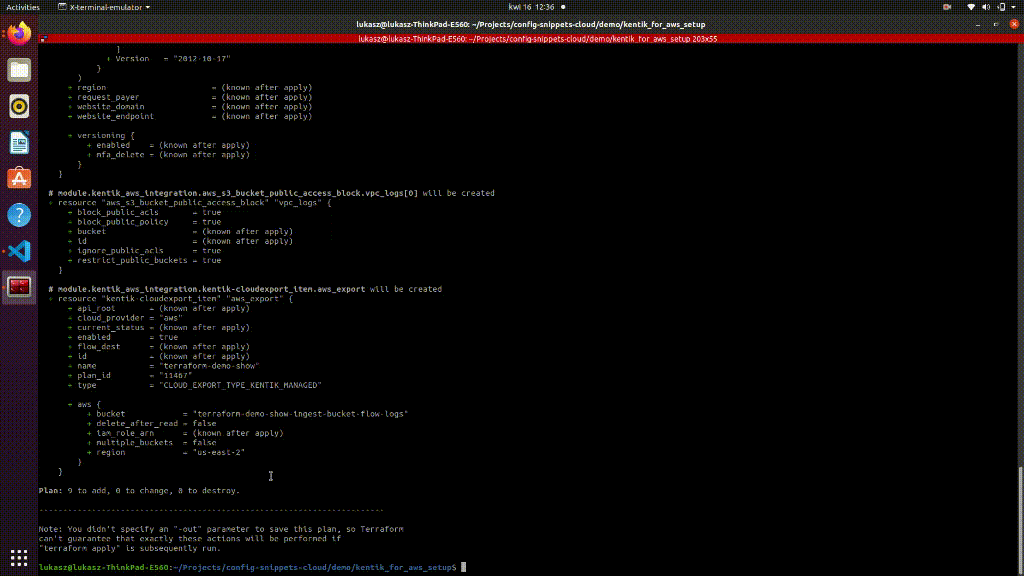 Activities
X-terminal-emulator
kwi 16 12:36
lukasz@lukasz-ThinkPad-E560: ~/Projects/config-snippets-cloud/demo/kentik_for_aws_setup
lukasz@lukasz-ThinkPad-E560: ~/Projects/config-snippets-cloud/demo/kentik_for_aws_setup 203x55
]
+ Version = "2012-10-17"
}
)
+ region = (known after apply)
+ request_payer = (known after apply)
+ website_domain = (known after apply)
+ website_endpoint = (known after apply)
+ versioning {
+ enabled = (known after apply)
+ mfa_delete = (known after apply)
}
}
# module.kentik_aws_integration.aws_s3_bucket_public_access_block.vpc_logs[0] will be created
+ resource "aws_s3_bucket_public_access_block" "vpc_logs" {
+ block_public_acls = true
+ block_public_policy = true
+ bucket = (known after apply)
+ id = (known after apply)
+ ignore_public_acls = true
+ restrict_public_buckets = true
}
# module.kentik_aws_integration.kentik-cloudexport_item.aws_export will be created
+ resource "kentik-cloudexport_item" "aws_export" {
+ api_root = (known after apply)
+ cloud_provider = "aws"
+ current_status = (known after apply)
+ enabled = true
+ flow_dest = (known after apply)
+ id = (known after apply)
+ name = "terraform-demo-show"
+ plan_id = "11467"
+ type = "CLOUD_EXPORT_TYPE_KENTIK_MANAGED"
+ aws {
+ bucket = "terraform-demo-show-ingest-bucket-flow-logs"
+ delete_after_read = false
+ iam_role_arn = (known after apply)
+ multiple_buckets = false
+ region = "us-east-2"
}
}
Plan: 9 to add, 0 to change, 0 to destroy.
------------------------------------------------------------------------
Note: You didn't specify an "-out" parameter to save this plan, so Terraform
can't guarantee that exactly these actions will be performed if
"terraform apply" is subsequently run.
lukasz@lukasz-ThinkPad-E560:~/Projects/config-snippets-cloud/demo/kentik_for_aws_setup$